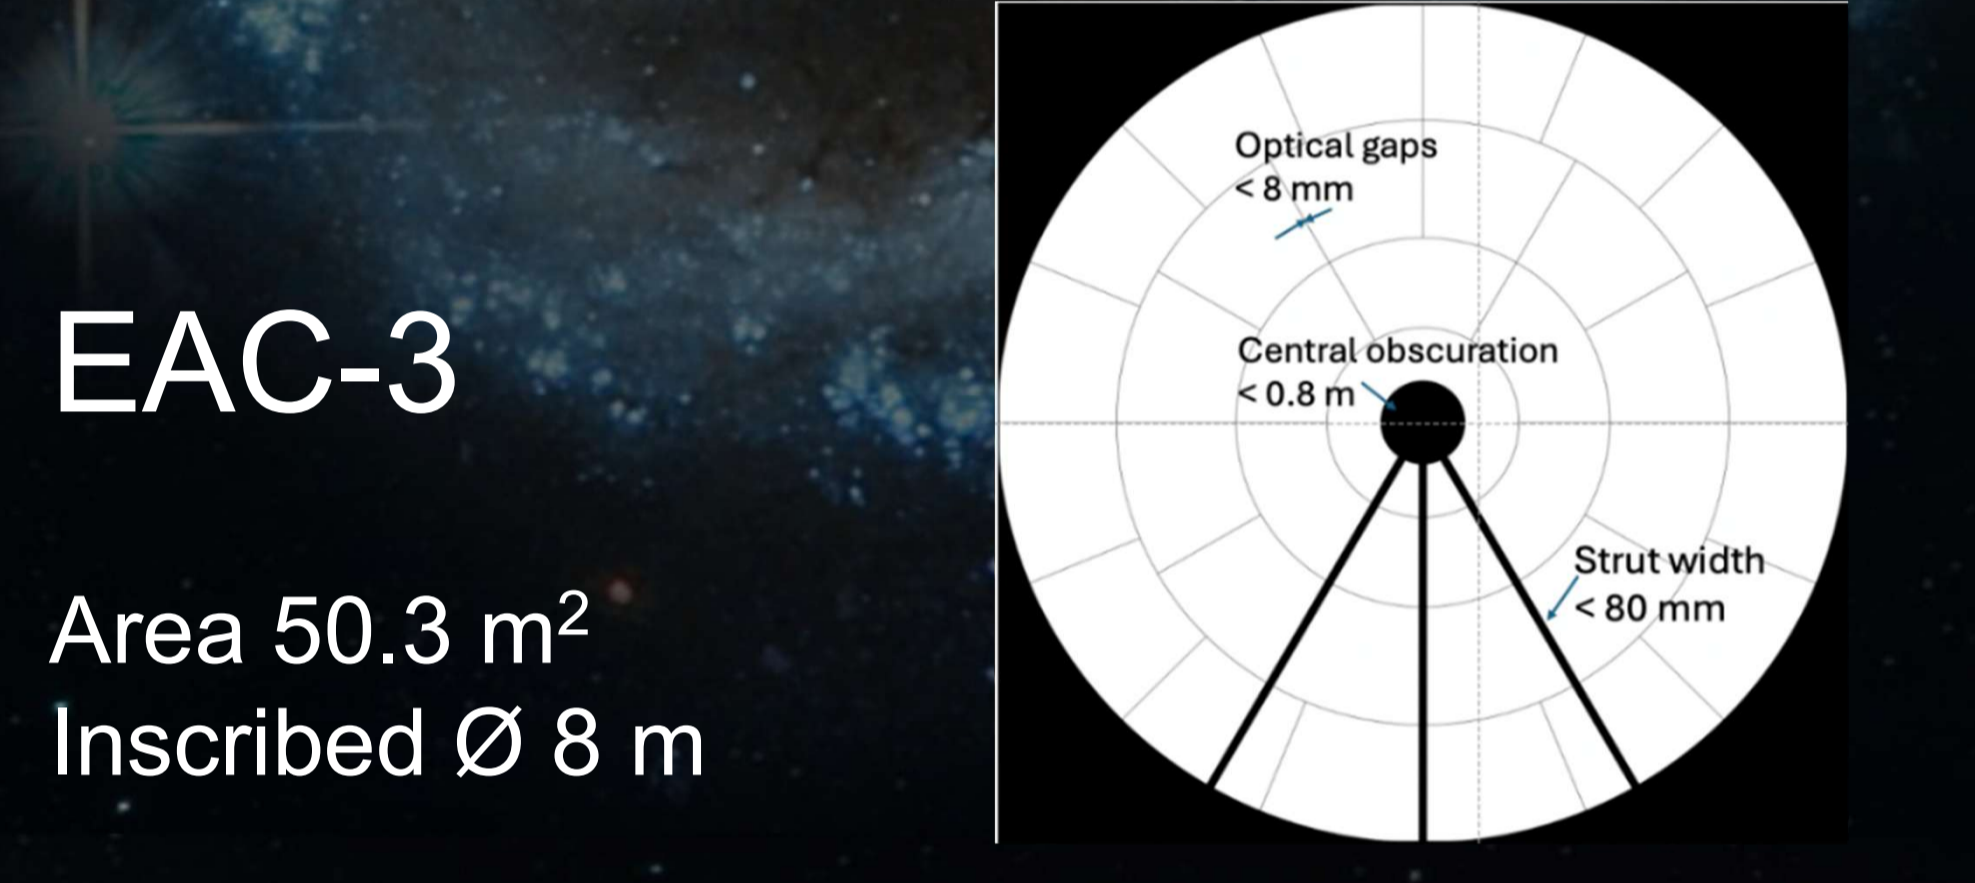 EAC-3
Area 50.3 m²
Inscribed Ø 8 m
Optical gaps
< 8 mm
Central obscuration
< 0.8 m
Strut width
< 80 mm